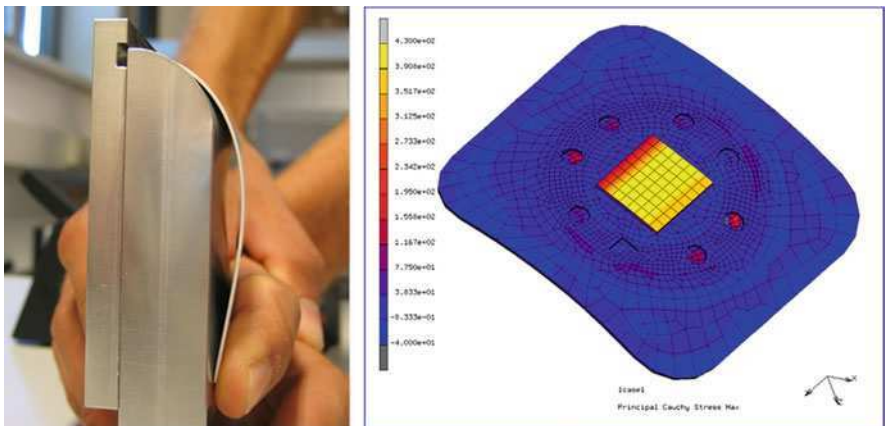 4.300e+02
3.908e+02
3.517e+02
3.125e+02
2.733e+02
2.342e+02
1.950e+02
1.558e+02
1.167e+02
7.750e+01
3.833e+01
-8.333e-01
-4.000e+01
lcase1
Principal Cauchy Stress Max